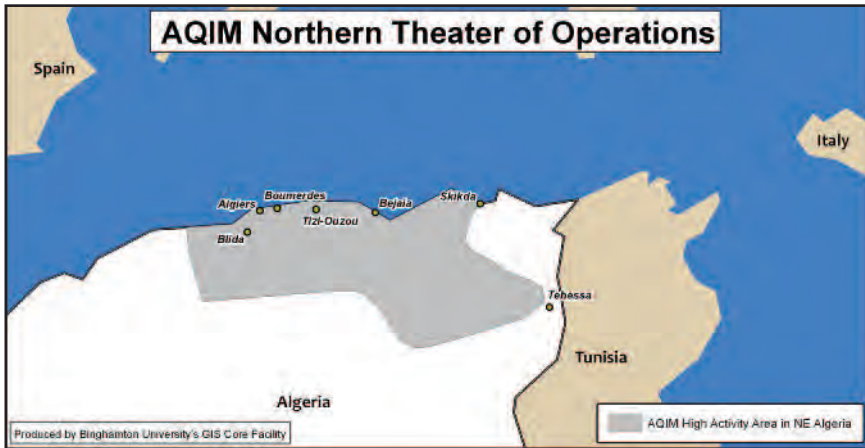 AQIM Northern Theater of Operations
Spain
Italy
Algiers
Boumerdes
Tizi-Ouzou
Bejaia
Skikda
Blida
Tebessa
Tunisia
Algeria
Produced by Binghamton University's GIS Core Facility
AQIM High Activity Area in NE Algeria